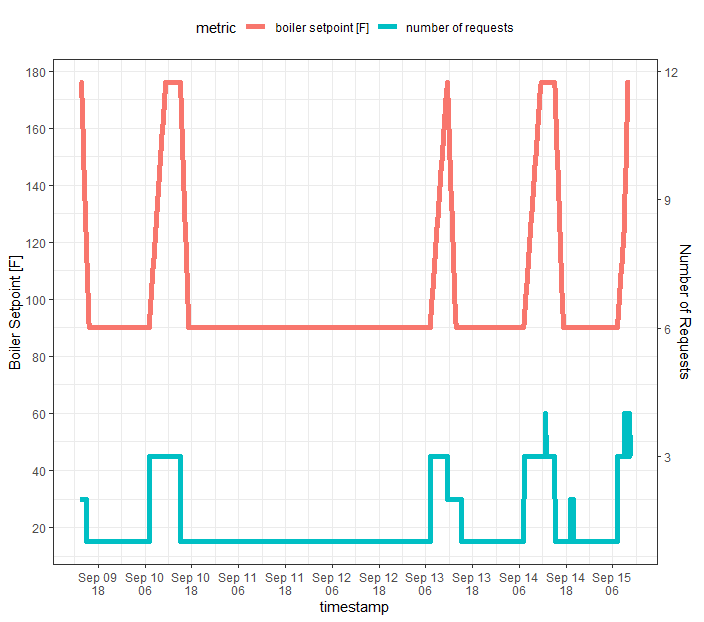 metric boiler setpoint [F] number of requests
180
160
140
120
100
80
60
40
20
Boiler Setpoint [F]
12
9
6
3
Number of Requests
Sep 09 Sep 10 Sep 10 Sep 11 Sep 11 Sep 12 Sep 12 Sep 13 Sep 13 Sep 14 Sep 14 Sep 15
18 06 18 06 18 06 18 06 18 06 18 06
timestamp